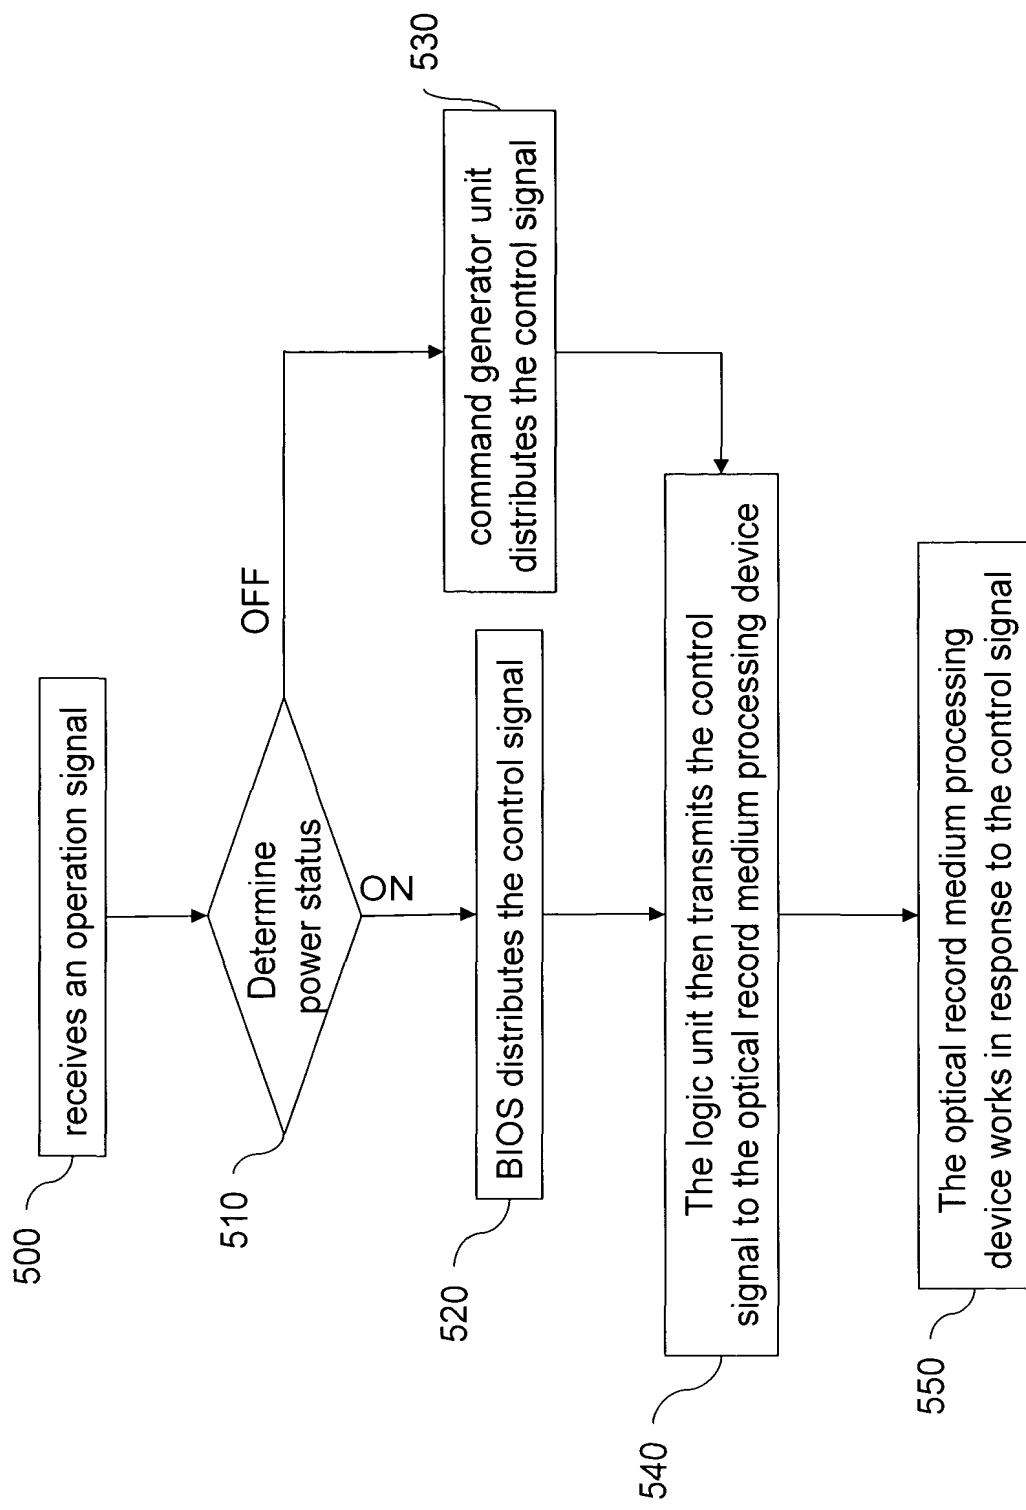 500
receives an operation signal
510
Determine
power status
OFF
ON
520
BIOS distributes the control signal
530
command generator unit
distributes the control signal
540
The logic unit then transmits the control
signal to the optical record medium processing device
550
The optical record medium processing
device works in response to the control signal